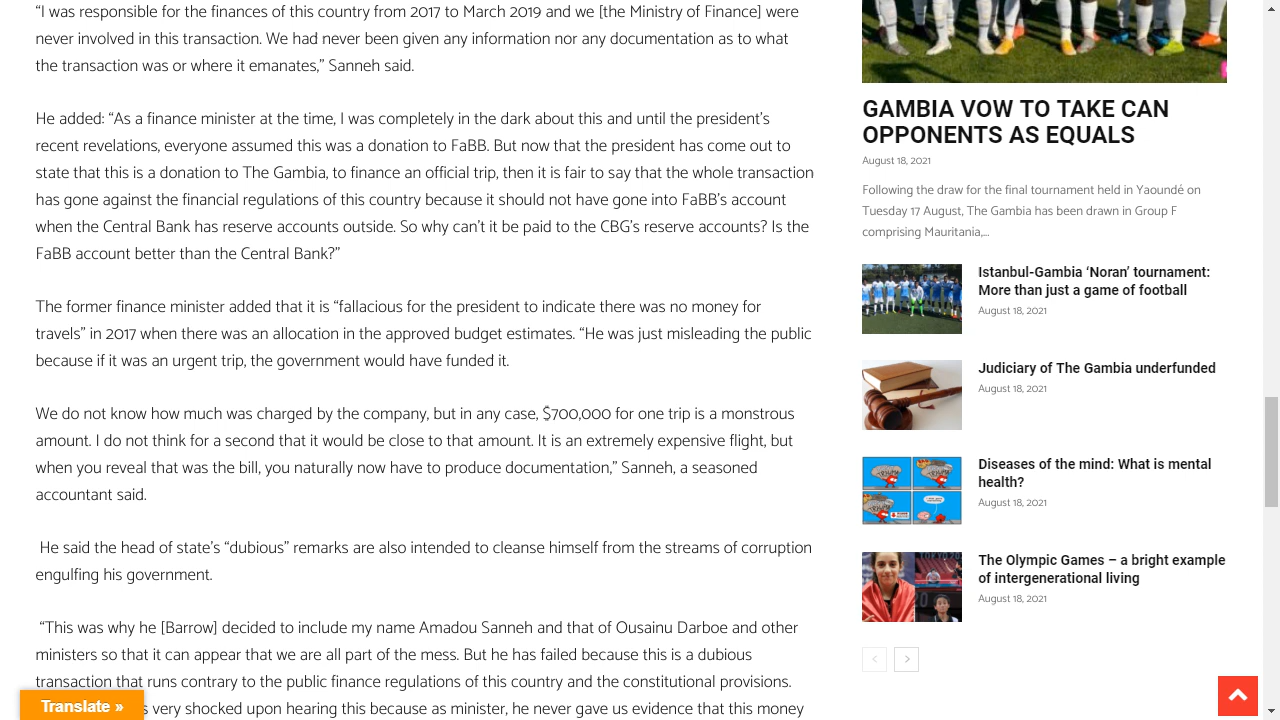 “I was responsible for the finances of this country from 2017 to March 2019 and we [the Ministry of Finance] were
never involved in this transaction. We had never been given any information nor any documentation as to what
the transaction was or where it emanates,” Sanneh said.
He added: “As a finance minister at the time, I was completely in the dark about this and until the president’s
recent revelations, everyone assumed this was a donation to FaBB. But now that the president has come out to
state that this is a donation to The Gambia, to finance an official trip, then it is fair to say that the whole transaction
has gone against the financial regulations of this country because it should not have gone into FaBB’s account
when the Central Bank has reserve accounts outside. So why can’t it be paid to the CBG’s reserve accounts? Is the
FaBB account better than the Central Bank?”
The former finance minister added that it is “fallacious for the president to indicate there was no money for
travels” in 2017 when there was an allocation in the approved budget estimates. “He was just misleading the public
because if it was an urgent trip, the government would have funded it.
We do not know how much was charged by the company, but in any case, $700,000 for one trip is a monstrous
amount. I do not think for a second that it would be close to that amount. It is an extremely expensive flight, but
when you reveal that was the bill, you naturally now have to produce documentation,” Sanneh, a seasoned
accountant said.
He said the head of state’s “dubious” remarks are also intended to cleanse himself from the streams of corruption
engulfing his government.
“This was why he [Barrow] decided to include my name Amadou Sanneh and that of Ousainu Darboe and other
ministers so that it can appear that we are all part of the mess. But he has failed because this is a dubious
transaction that runs contrary to the public finance regulations of this country and the constitutional provisions.
very shocked upon hearing this because as minister, he never gave us evidence that this money
Translate »
GAMBIA VOW TO TAKE CAN
OPPONENTS AS EQUALS
August 18, 2021
Following the draw for the final tournament held in Yaoundé on
Tuesday 17 August, The Gambia has been drawn in Group F
comprising Mauritania,...
Istanbul-Gambia ‘Noran’ tournament:
More than just a game of football
August 18, 2021
Judiciary of The Gambia underfunded
August 18, 2021
Diseases of the mind: What is mental
health?
August 18, 2021
The Olympic Games – a bright example
of intergenerational living
August 18, 2021